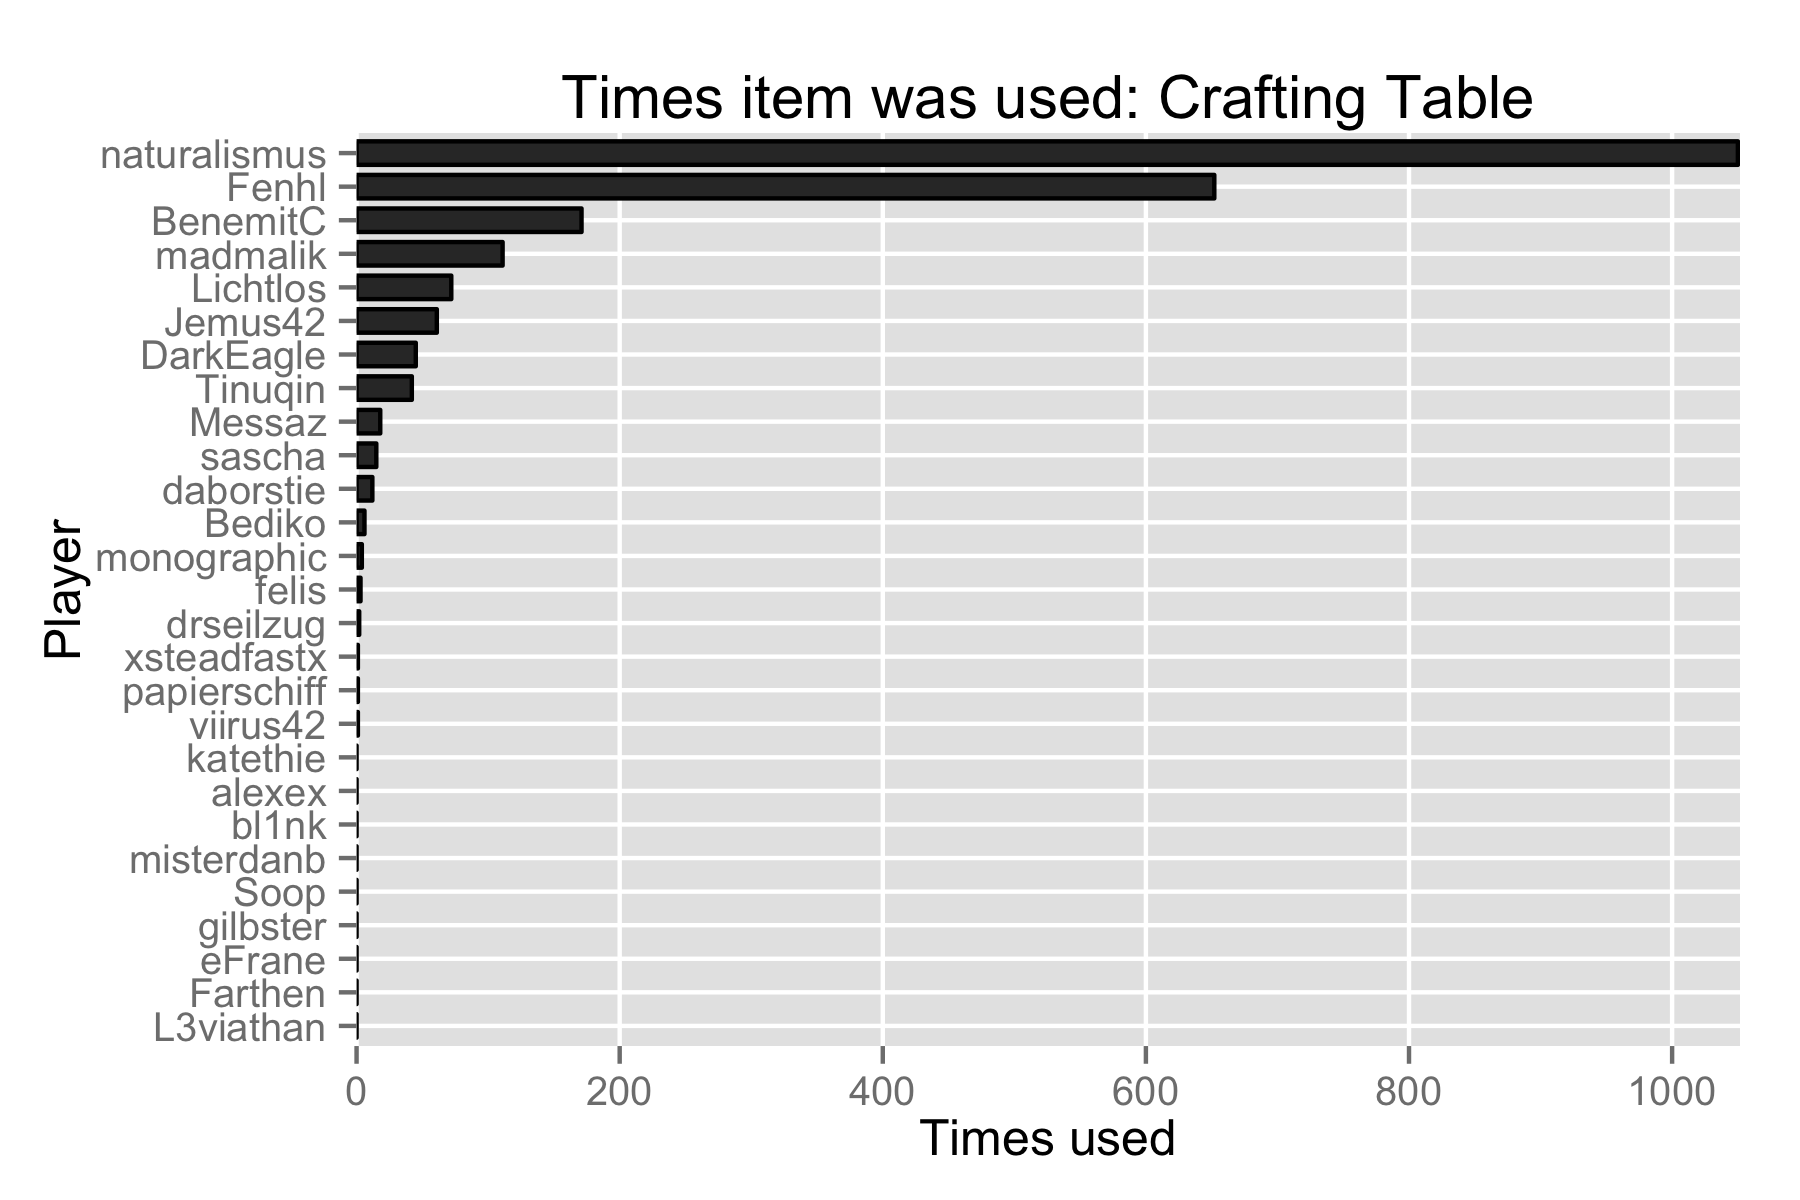 Times item was used: Crafting Table
naturalismus
Fenhl
BenemitC
madmalik
Lichtlos
Jemus42
DarkEagle
Tinuqin
Messaz
sascha
daborstie
Bediko
monographic
felis
drseilzug
xsteadfastx
papierschiff
viirus42
katethie
alexex
bl1nk
misterdanb
Soop
gilbster
eFrane
Farthen
L3viathan
Player
0 200 400 600 800 1000
Times used